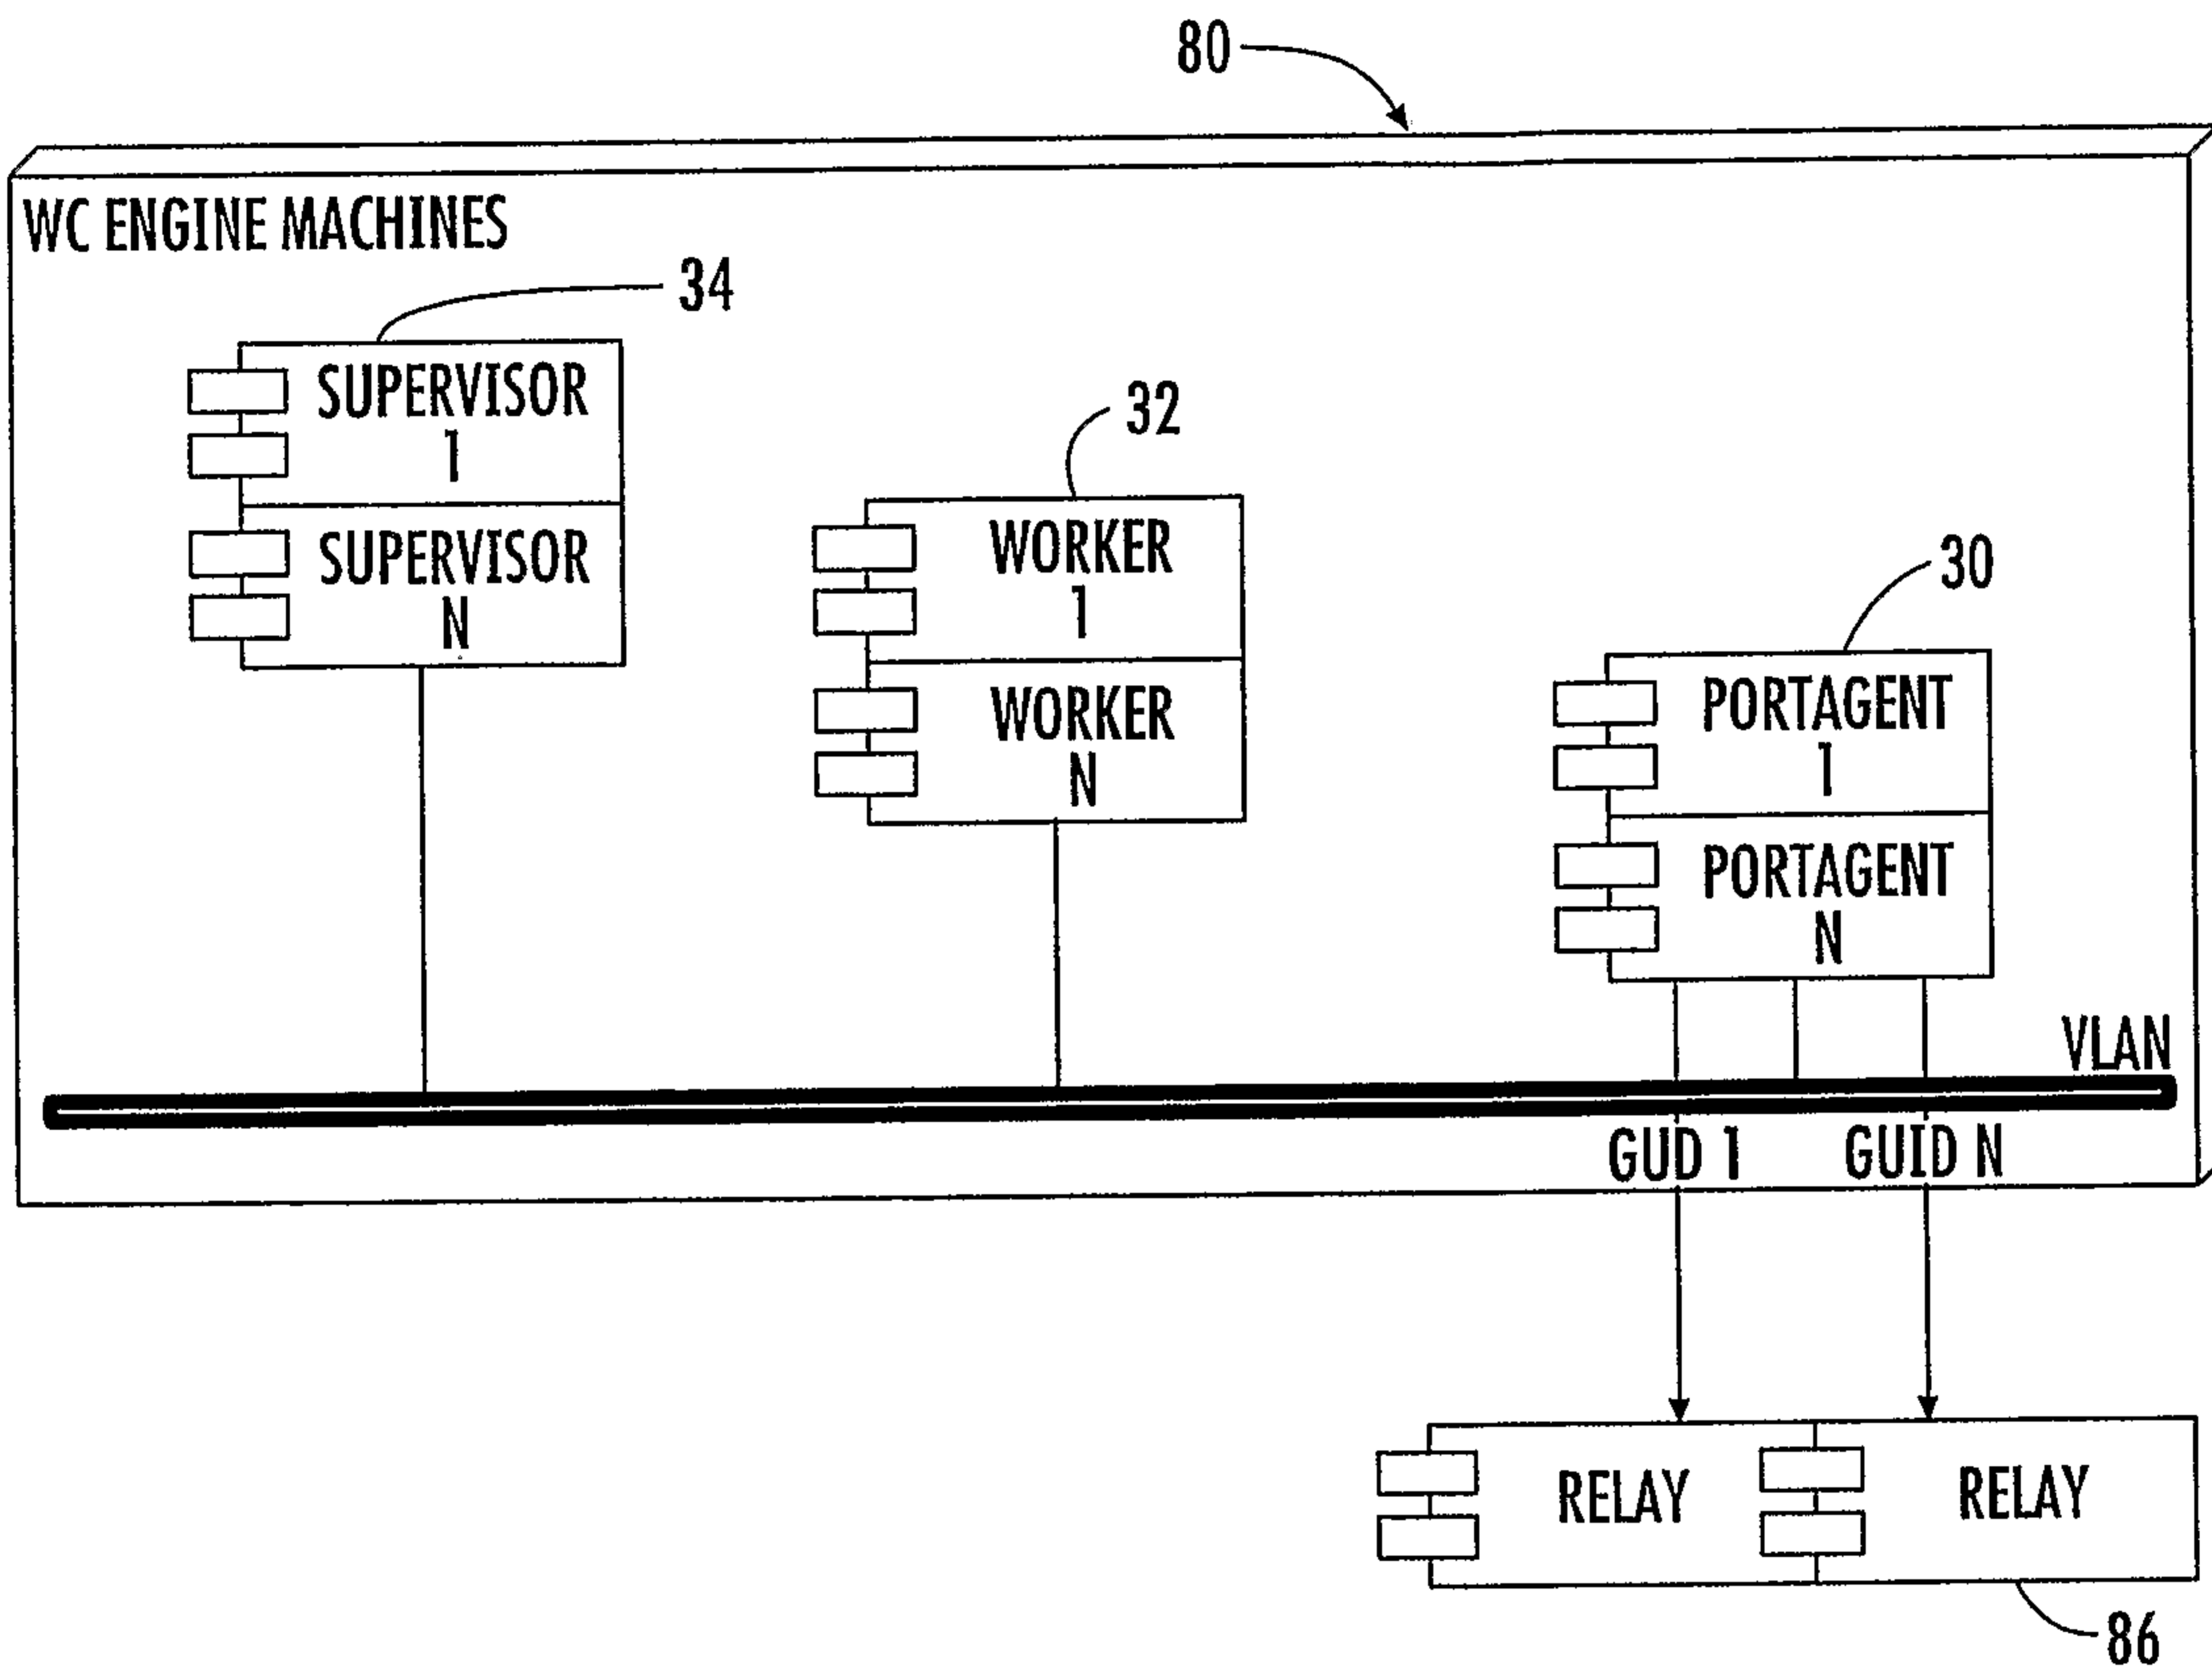 80
WC ENGINE MACHINES
34
SUPERVISOR
1
SUPERVISOR
N
32
WORKER
1
WORKER
N
30
PORTAGENT
1
PORTAGENT
N
VLAN
GUD 1
GUID N
RELAY
RELAY
86